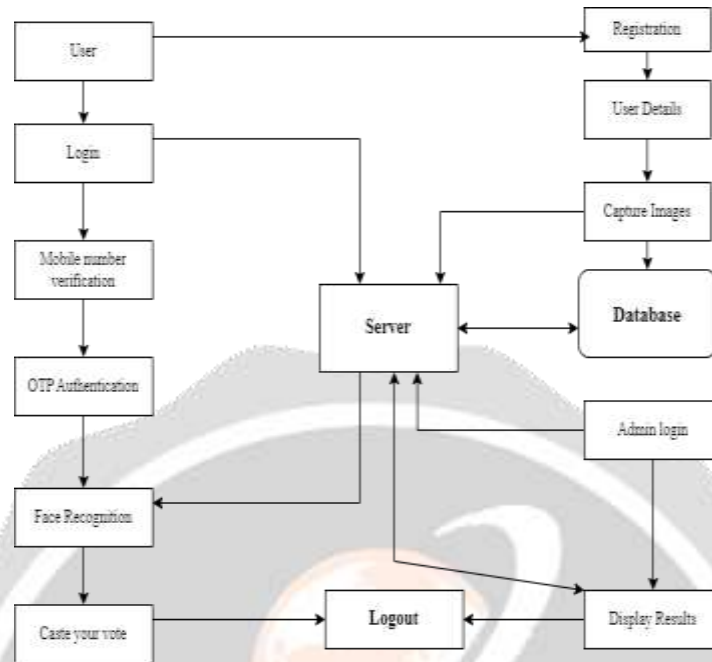 User
Registration
User Details
Login
Capture Images
Mobile number
verification
Server
Database
OTP Authentication
Admin login
Face Recognition
Caste your vote
Logout
Display Results